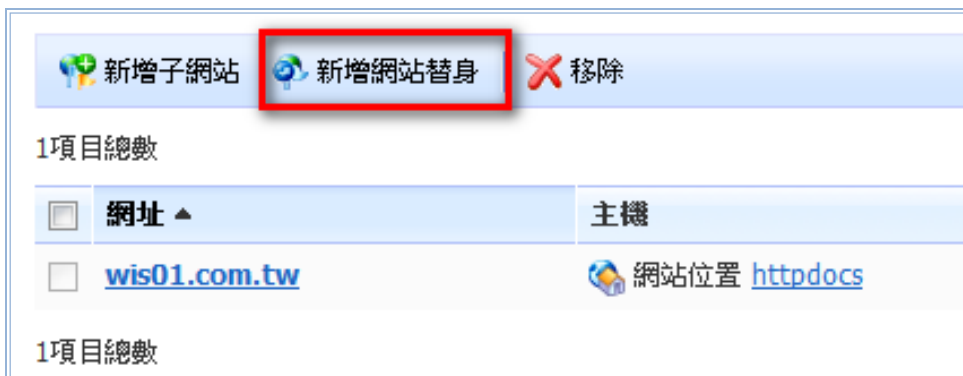 新增子網站 新增網站替身 移除
1項目總數
網址 主機
wis01.com.tw 網站位置 httpdocs
1項目總數